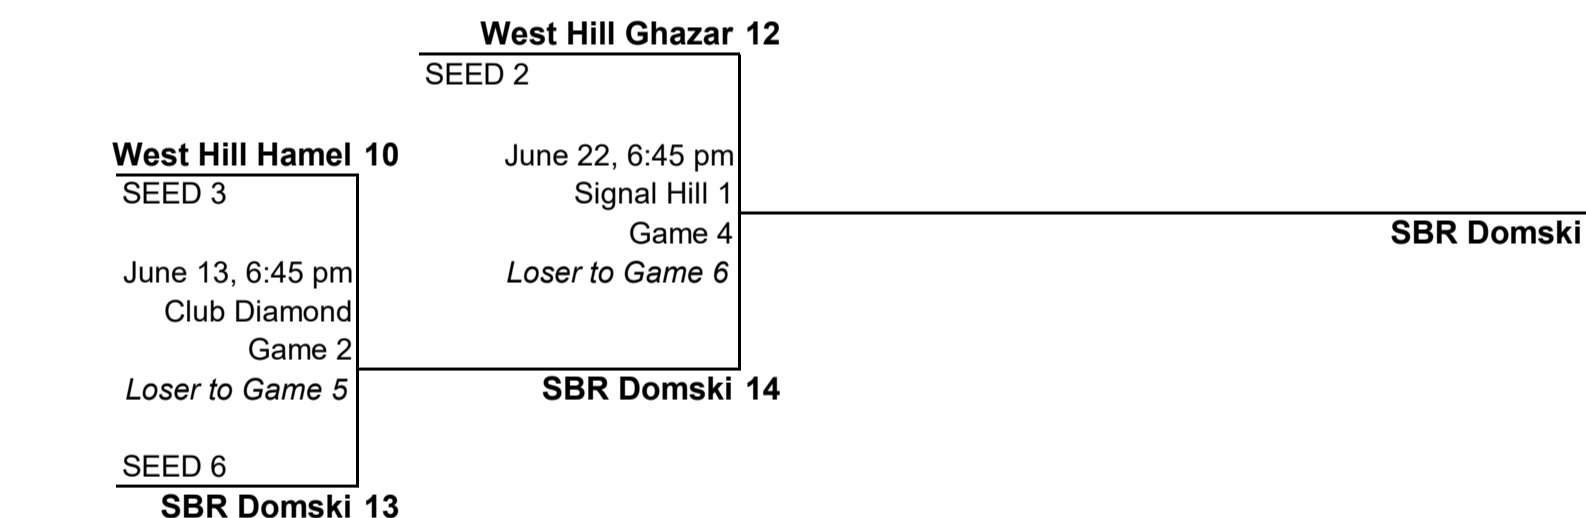 West Hill Ghazar 12
SEED 2
West Hill Hamel 10
SEED 3
June 22, 6:45 pm
Signal Hill 1
Game 4
Loser to Game 6
SBR Domski
June 13, 6:45 pm
Club Diamond
Game 2
Loser to Game 5
SBR Domski 14
SEED 6
SBR Domski 13